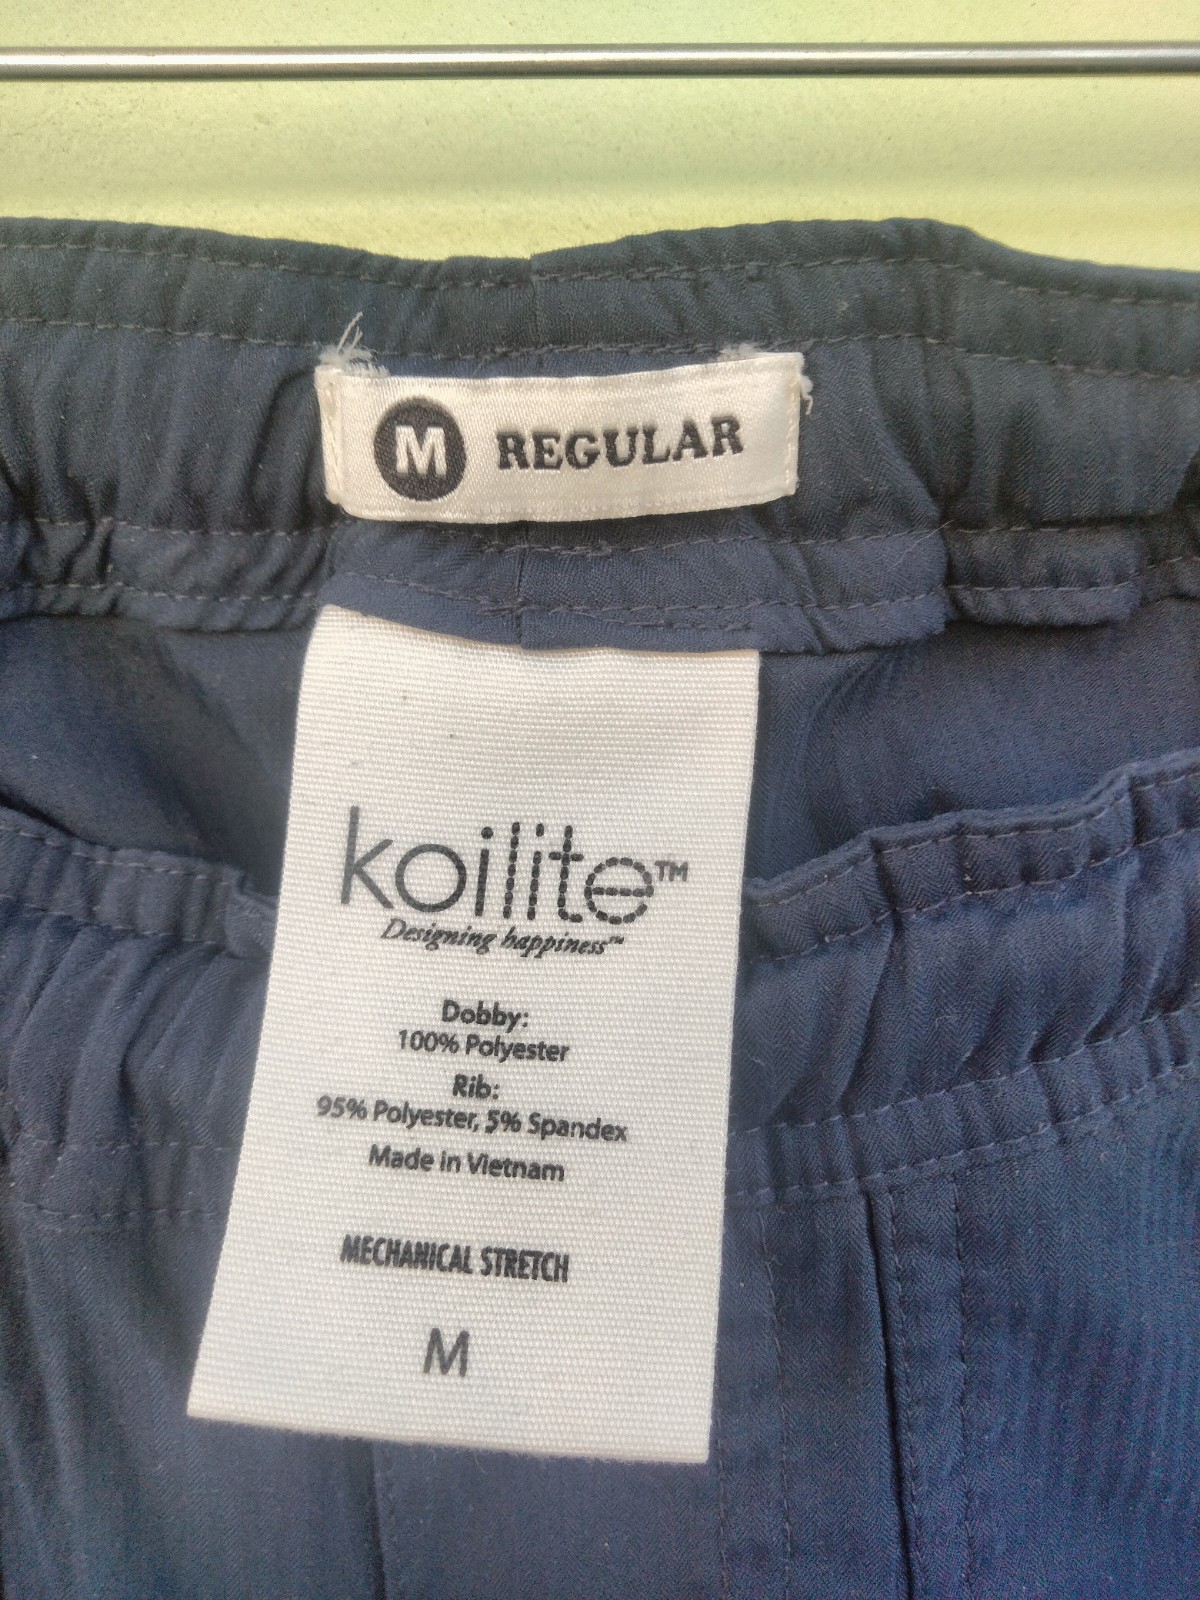 M REGULAR
koilite™
Designing happiness™
Dobby:
100% Polyester
Rib:
95% Polyester, 5% Spandex
Made in Vietnam
MECHANICAL STRETCH
M